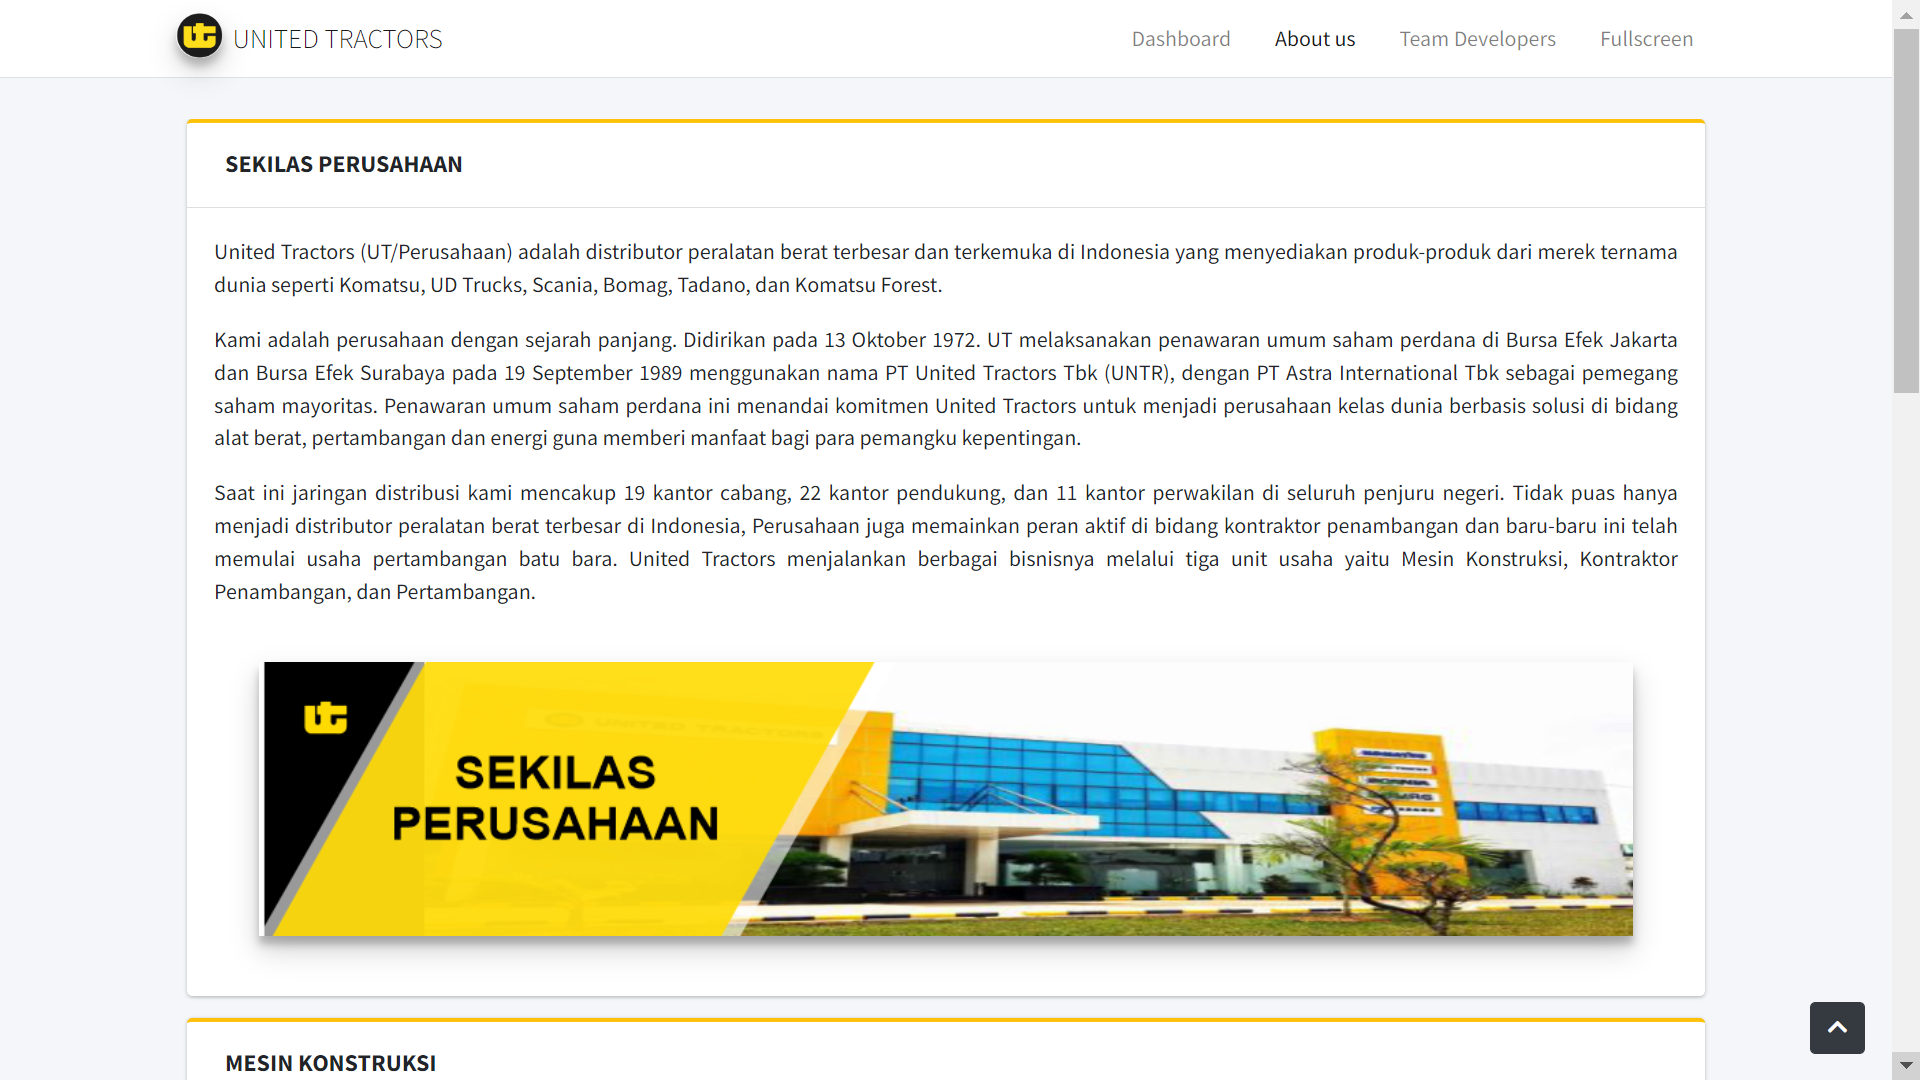 UNITED TRACTORS
Dashboard
About us
Team Developers
Fullscreen
SEKILAS PERUSAHAAN
United Tractors (UT/Perusahaan) adalah distributor peralatan berat terbesar dan terkemuka di Indonesia yang menyediakan produk-produk dari merek ternama
dunia seperti Komatsu, UD Trucks, Scania, Bomag, Tadano, dan Komatsu Forest.
Kami adalah perusahaan dengan sejarah panjang. Didirikan pada 13 Oktober 1972. UT melaksanakan penawaran umum saham perdana di Bursa Efek Jakarta
dan Bursa Efek Surabaya pada 19 September 1989 menggunakan nama PT United Tractors Tbk (UNTR), dengan PT Astra International Tbk sebagai pemegang
saham mayoritas. Penawaran umum saham perdana ini menandai komitmen United Tractors untuk menjadi perusahaan kelas dunia berbasis solusi di bidang
alat berat, pertambangan dan energi guna memberi manfaat bagi para pemangku kepentingan.
Saat ini jaringan distribusi kami mencakup 19 kantor cabang, 22 kantor pendukung, dan 11 kantor perwakilan di seluruh penjuru negeri. Tidak puas hanya
menjadi distributor peralatan berat terbesar di Indonesia, Perusahaan juga memainkan peran aktif di bidang kontraktor penambangan dan baru-baru ini telah
memulai usaha pertambangan batu bara. United Tractors menjalankan berbagai bisnisnya melalui tiga unit usaha yaitu Mesin Konstruksi, Kontraktor
Penambangan, dan Pertambangan.
UNITED TRACTORS
SEKILAS
PERUSAHAAN
KOMATSU
SCANIA
MESIN KONSTRUKSI